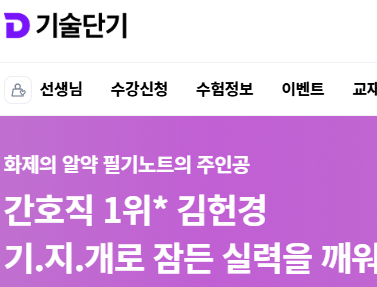 기술단기
선생님 수강신청 수험정보 이벤트 교재
화제의 알약 필기노트의 주인공
간호직 1위* 김헌경
기.지.개로 잠든 실력을 깨워